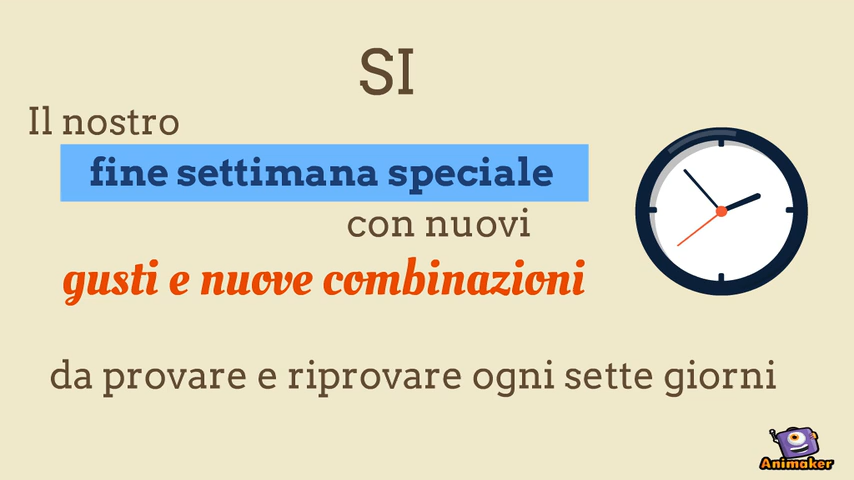 SI
Il nostro
fine settimana speciale
con nuovi
gusti e nuove combinazioni
da provare e riprovare ogni sette giorni
Animaker